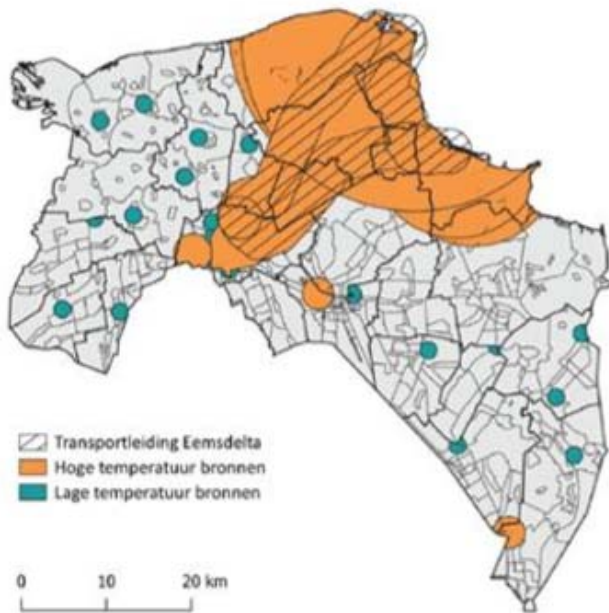 Transportleiding Eemsdelta
Hoge temperatuur bronnen
Lage temperatuur bronnen
0 10 20 km